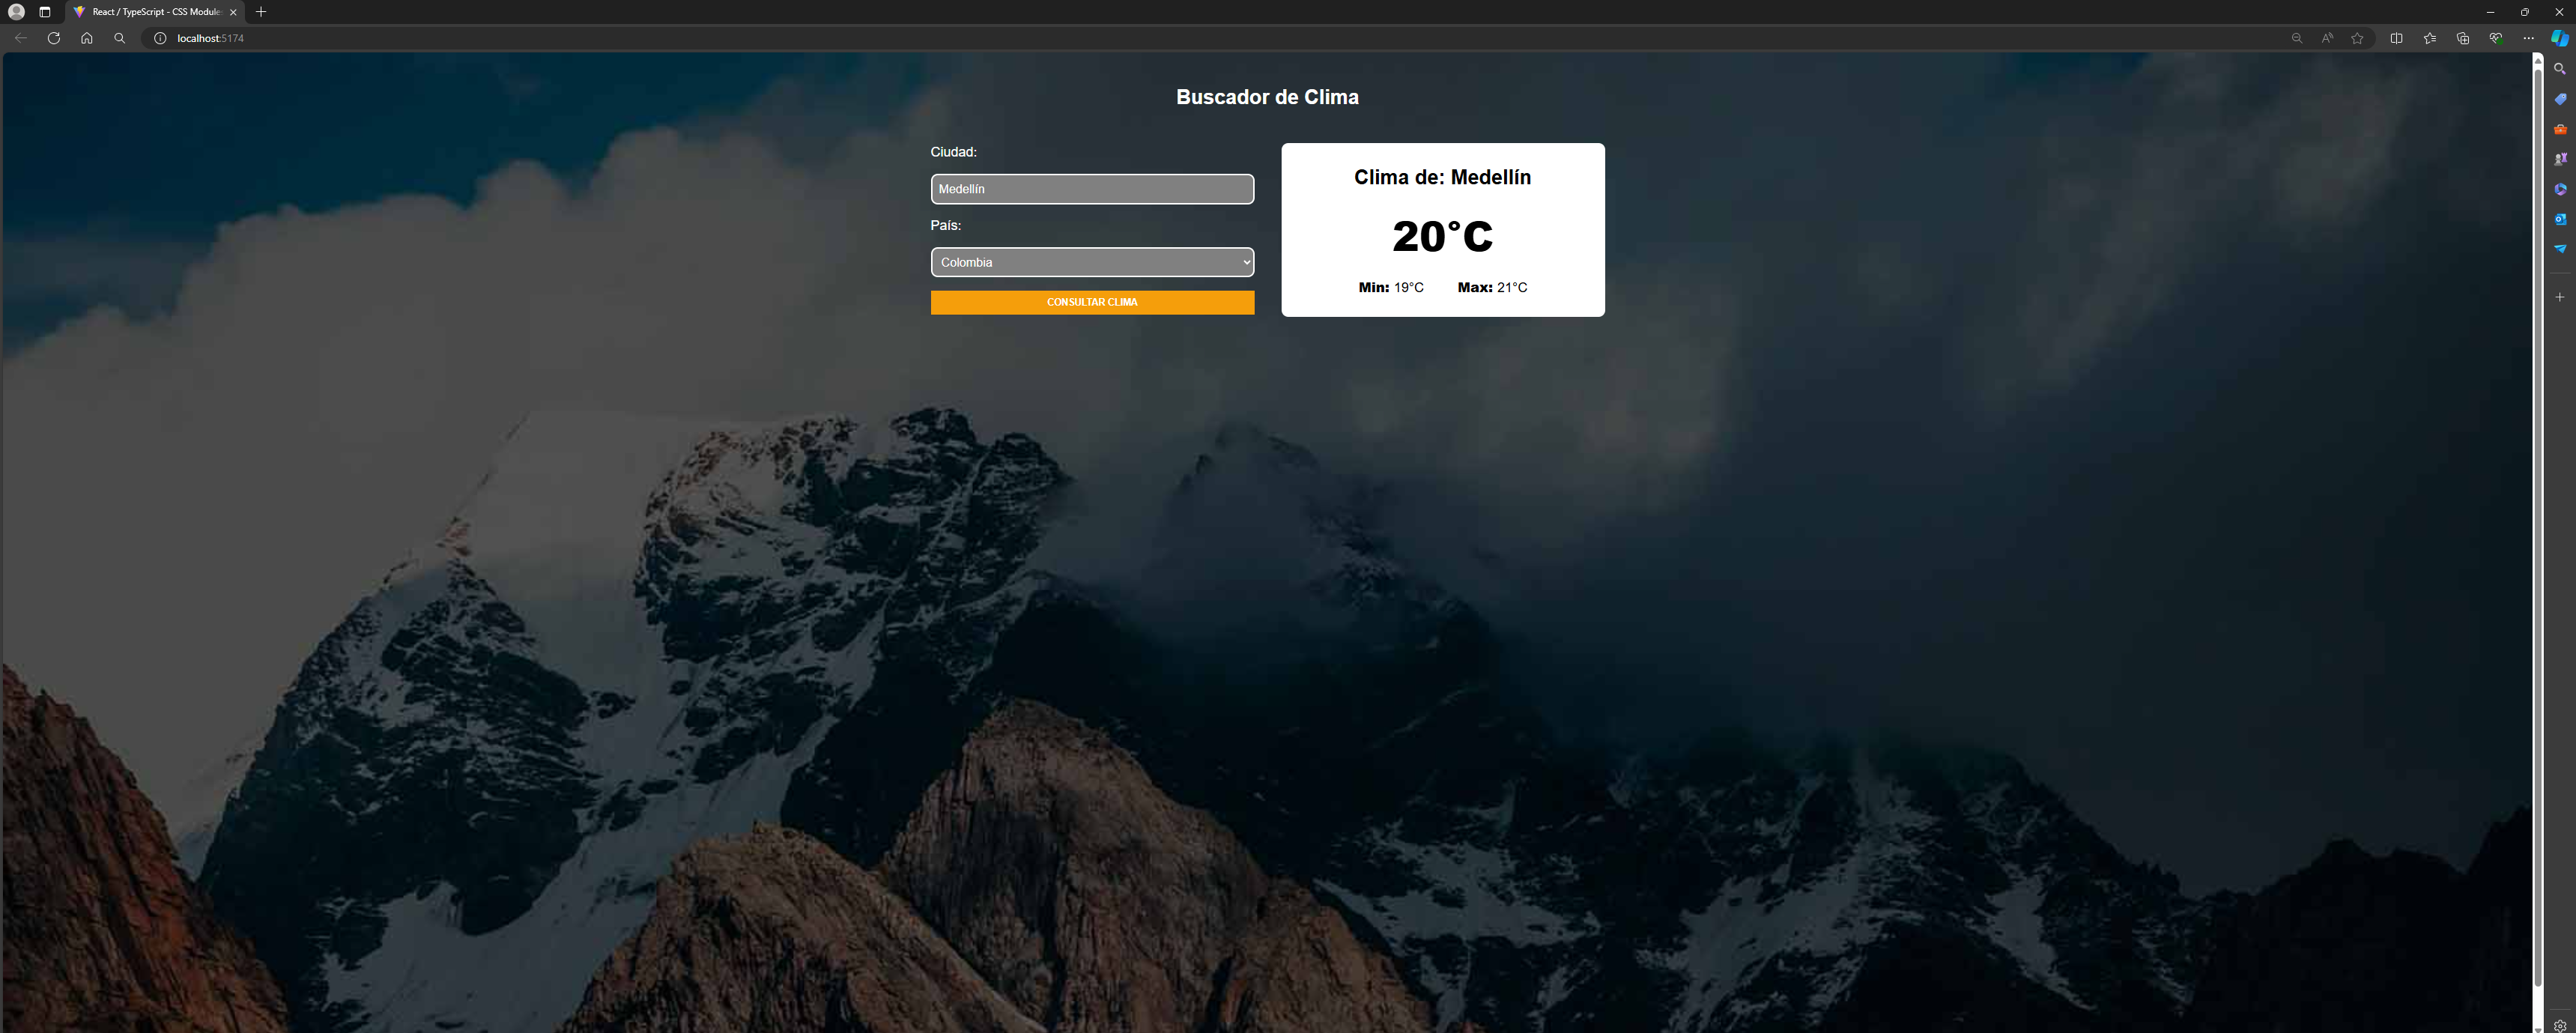 React / TypeScript - CSS Module
localhost:5174
Buscador de Clima
Ciudad:
Medellín
País:
Colombia
CONSULTAR CLIMA
Clima de: Medellín
20°C
Min: 19°C Max: 21°C